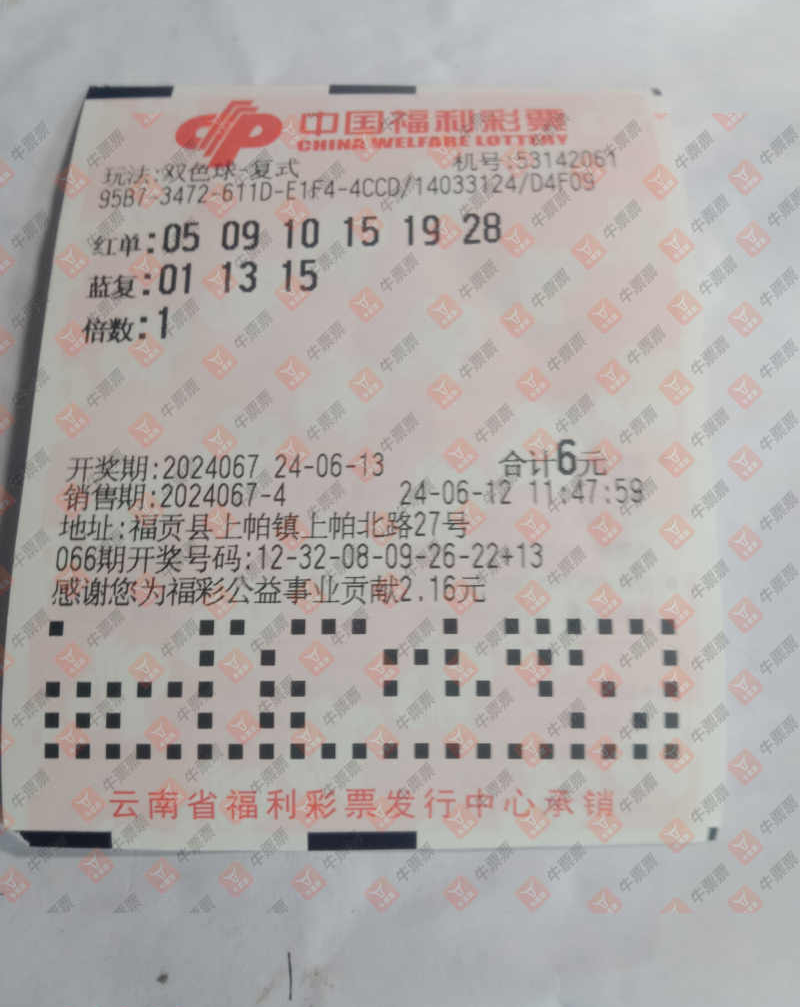 中国福利彩票
CHINA WELFARE LOTTERY
玩法:双色球-复式 机号:53142061
95B7-3472-611D-E1F4-4CCD/14033124/D4F09
红单:05 09 10 15 19 28
蓝复:01 13 15
倍数:1
开奖期:2024067 24-06-13 合计6元
销售期:2024067-4 24-06-12 11:47:59
地址:福贡县上帕镇上帕北路27号
066期开奖号码:12-32-08-09-26-22+13
感谢您为福彩公益事业贡献2.16元
云南省福利彩票发行中心承销
牛票票